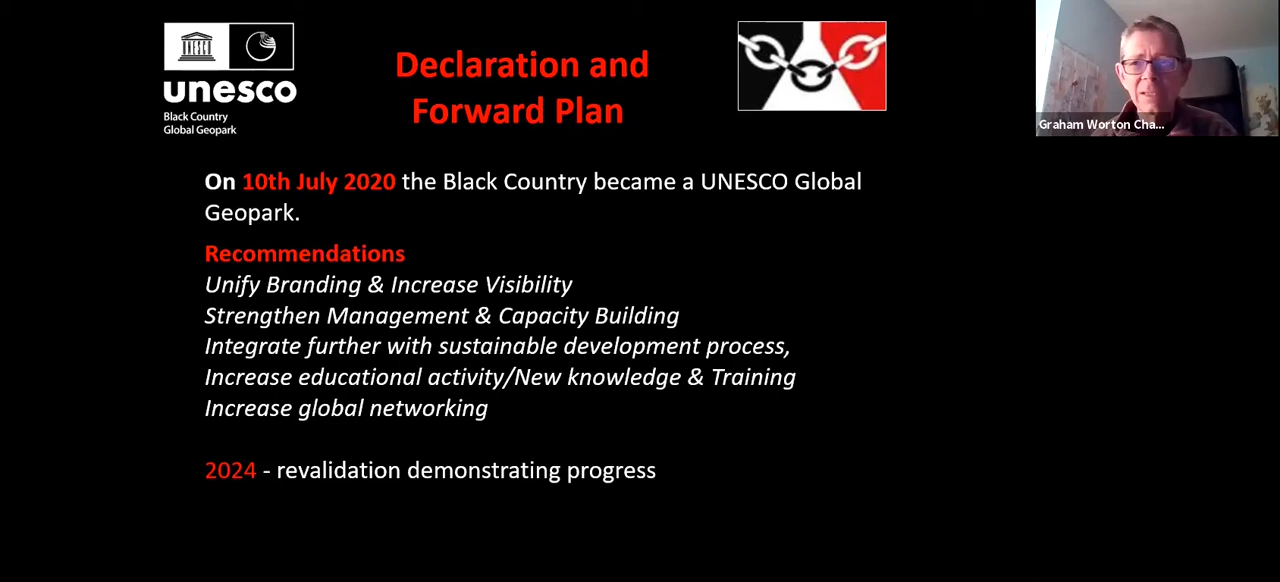 unesco
Black Country
Global Geopark
Declaration and
Forward Plan
Graham Worton Cha...
On 10th July 2020 the Black Country became a UNESCO Global
Geopark.
Recommendations
Unify Branding & Increase Visibility
Strengthen Management & Capacity Building
Integrate further with sustainable development process,
Increase educational activity/New knowledge & Training
Increase global networking
2024 - revalidation demonstrating progress